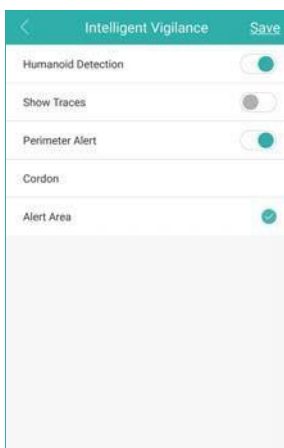 Intelligent Vigilance Save
Humanoid Detection
Show Traces
Perimeter Alert
Cordon
Alert Area